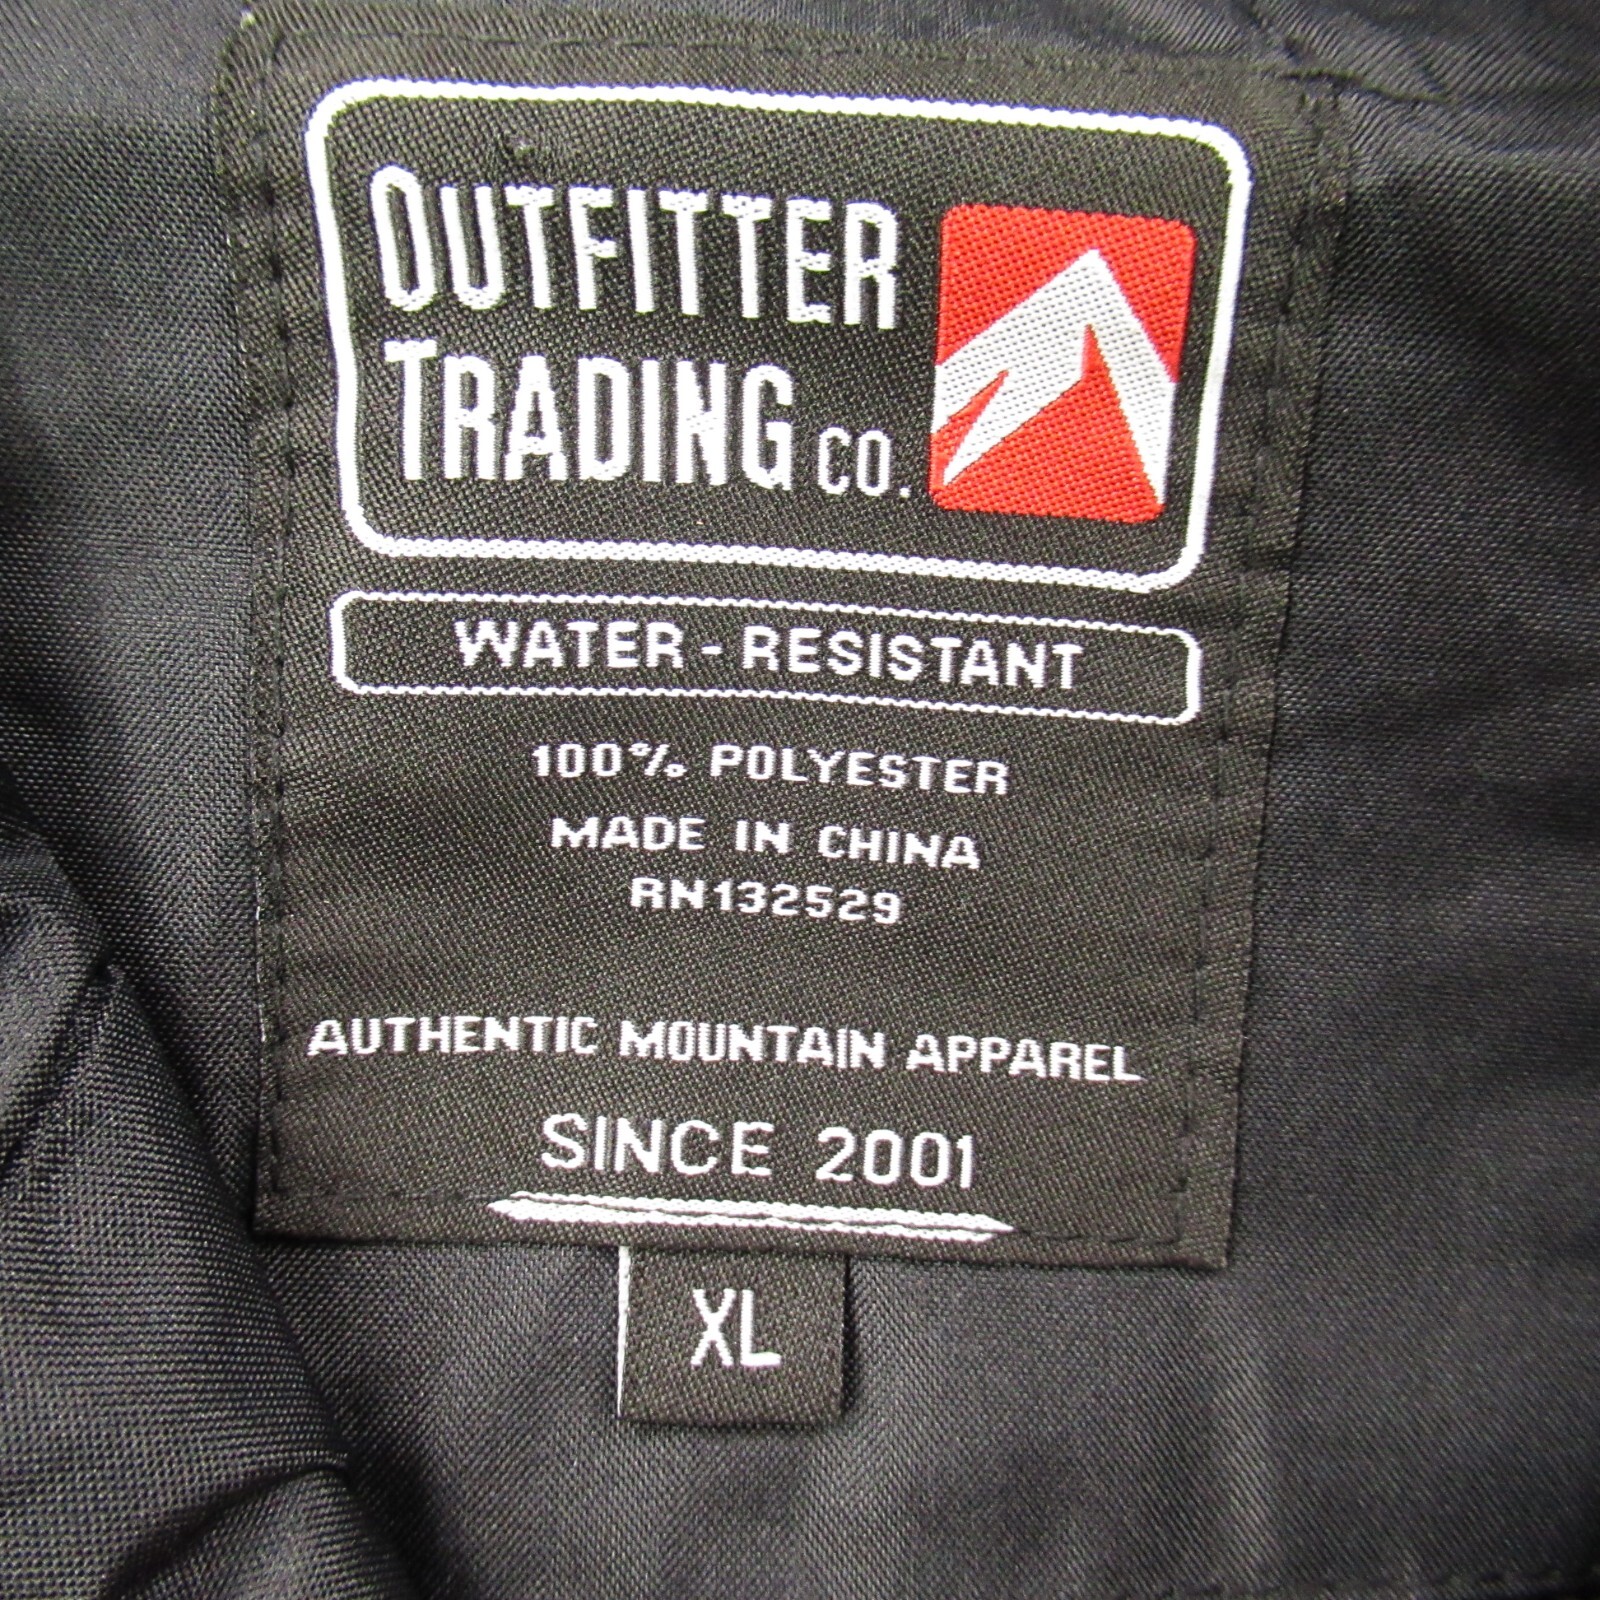 OUTFITTER
TRADING CO.
WATER-RESISTANT
100% POLYESTER
MADE IN CHINA
RN132529
AUTHENTIC MOUNTAIN APPAREL
SINCE 2001
XL